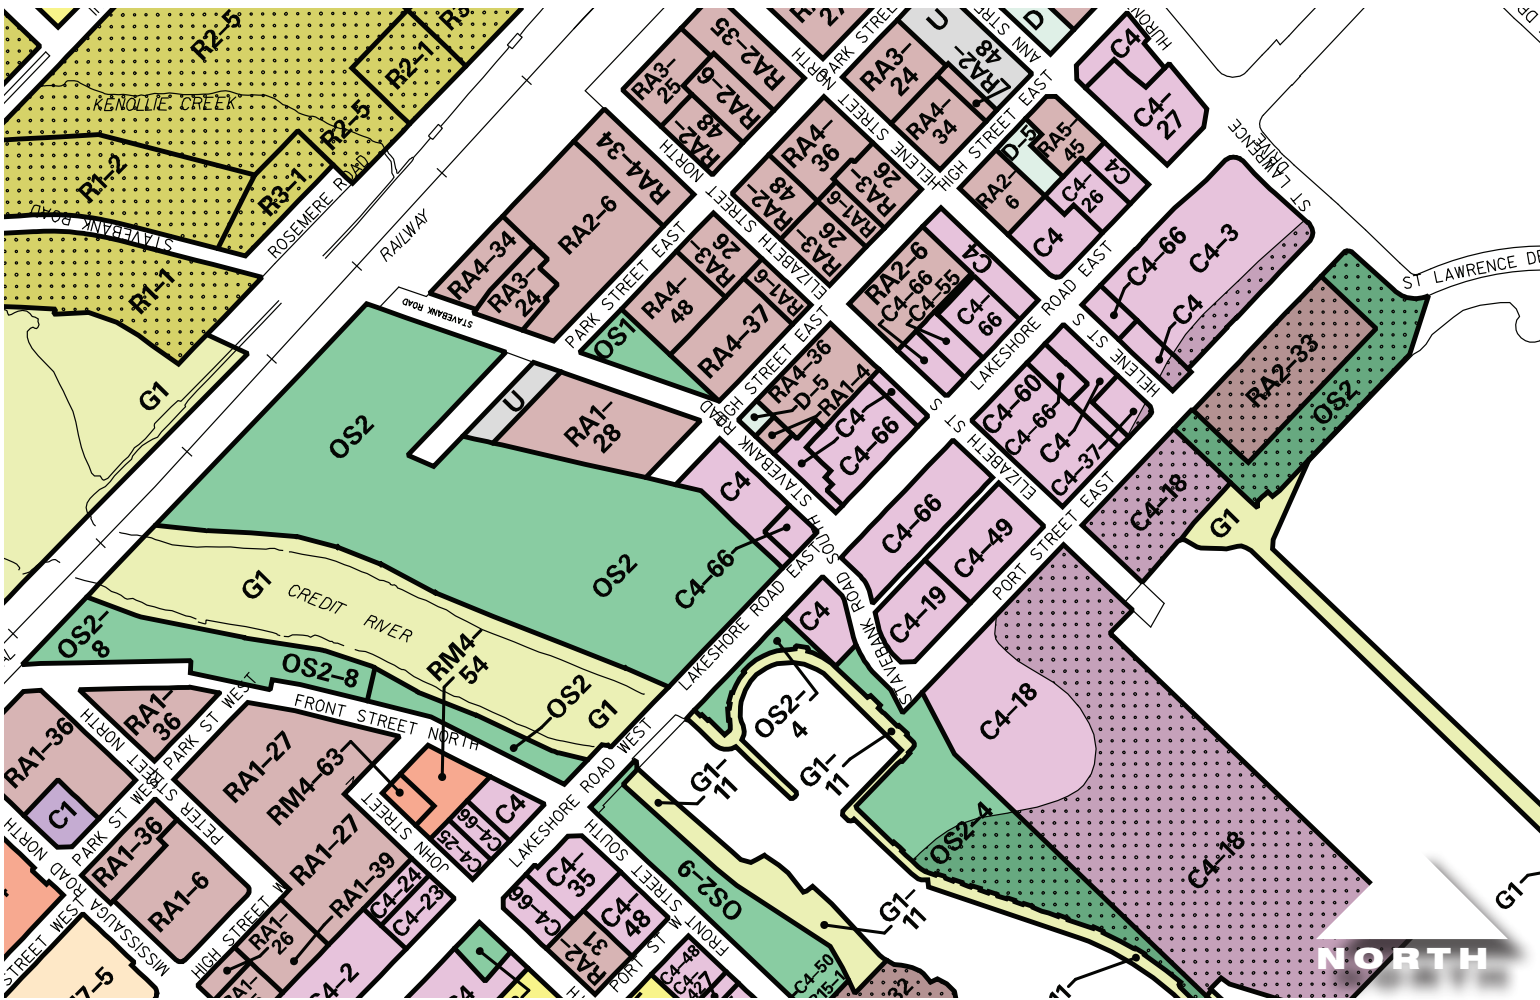 R2–5
R2–1
KENOLLIE CREEK
R2–5
R1–2
R3–1
STAVEBANK ROAD
ROSEMERE ROAD
RAILWAY
R1–1
G1
RA2–35
RA3–
25
RA2–6
RA2–
48
NORTH
PARK STREET
RA3–
24
RA4–
34
U
RA2–
48
D
ANN
HIGH STREET EAST
C4
HURON
C4–
27
RA4–34
RA2–6
RA4–34
RA3–
24
NORTH
RA4–
36
RA2–
48
RA3–
26
RA1–6
RA3–
26
HELENE STREET
D–5
RA5–
45
RA2–
6
C4
C4–
26
C4
ST LAWRENCE
DRIVE
ST LAWRENCE
PARK STREET EAST
STAVEBANK ROAD
OS1
RA3–
26
RA4–
48
RA1–6
RA4–37
ELIZABETH STREET
RA2–6
C4–66
C4–55
C4
C4–
66
LAKESHORE ROAD EAST
C4–66
C4–3
C4
HELENE ST S
RA2–33
OS2
OS2
U
RA1–
28
HIGH STREET EAST
RA4–36
D–5
RA1–4
C4
C4–66
STAVEBANK ROAD
C4–60
C4–66
C4
C4–37
ELIZABETH ST S
C4–18
G1
C4
C4–66
C4–66
C4–49
C4–19
PORT STREET EAST
OS2
G1
CREDIT RIVER
OS2–
8
OS2–8
RM4–
54
OS2
G1
LAKESHORE ROAD EAST
C4
STAVEBANK ROAD SOUTH
OS2–
4
G1–
11
G1–
11
C4–18
OS2–4
C4–18
FRONT STREET NORTH
RA1–36
RA1–
36
NORTH
PARK ST WEST
RA1–27
RM4–63
C1
PARK ST WEST
PETER STREET
RA1–36
RA1–6
RA1–27
RA1–39
JOHN STREET
C4–25
C4–66
C4
LAKESHORE ROAD WEST
C4–24
C4–23
HIGH STREET W
RA1–
26
MISSISSAUGA ROAD NORTH
STREET WEST
C4–66
C4–
35
C4–
48
RA2–
31
SOUTH
FRONT STREET
PORT ST W
OS2–9
G1–
11
C4–48
C4–50
G1
NORTH